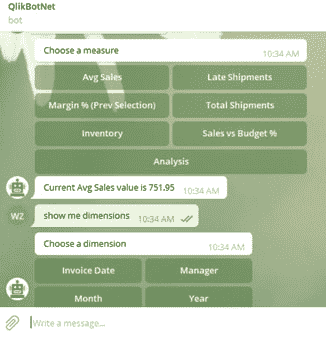 QlikBotNet
bot
Choose a measure
10:34 AM
Avg Sales
Late Shipments
Margin % (Prev Selection)
Total Shipments
Inventory
Sales vs Budget %
Analysis
Current Avg Sales value is 751.95 10:34 AM
WZ
show me dimensions 10:34 AM
Choose a dimension
10:34 AM
Invoice Date
Manager
Month
Year
Write a message...